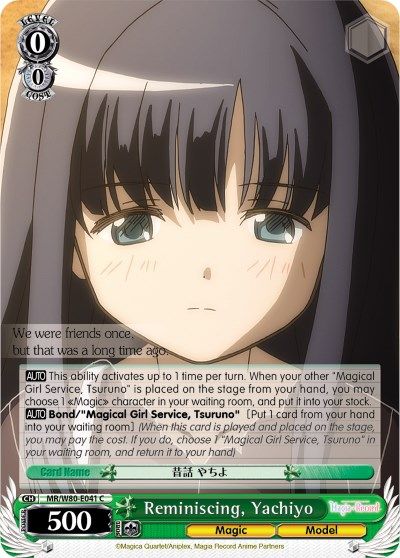 LEVEL
0
0
COST
We were friends once,
but that was a long time ago.
AUTO This ability activates up to 1 time per turn. When your other "Magical
Girl Service, Tsuruno" is placed on the stage from your hand, you may
choose 1 «Magic» character in your waiting room, and put it into your stock.
AUTO Bond/"Magical Girl Service, Tsuruno" [Put 1 card from your hand
into your waiting room] (When this card is played and placed on the stage,
you may pay the cost. If you do, choose 1 "Magical Girl Service, Tsuruno" in
your waiting room, and return it to your hand)
Card Name 昔話 やちよ
CH MR/W80-E041 C
POWER 500
Reminiscing, Yachiyo
Magia Record
Magic Model
©Magica Quartet/Aniplex, Magia Record Anime Partners